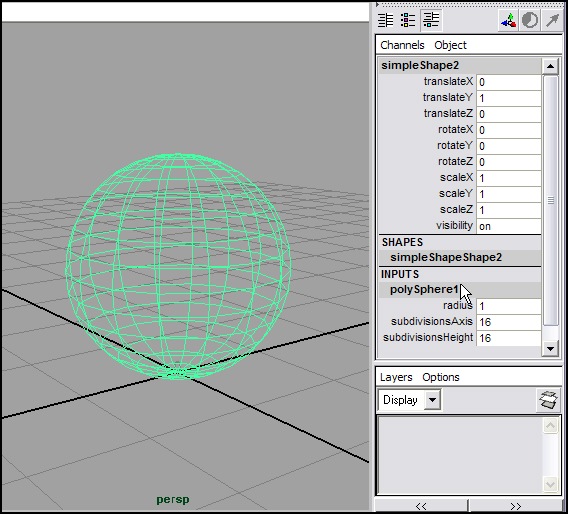 Channels Object
simpleShape2
translateX 0
translateY 1
translateZ 0
rotateX 0
rotateY 0
rotateZ 0
scaleX 1
scaleY 1
scaleZ 1
visibility on
SHAPES
simpleShapeShape2
INPUTS
polySphere1
radius 1
subdivisionsAxis 16
subdivisionsHeight 16
Layers Options
Display
persp
<< >>